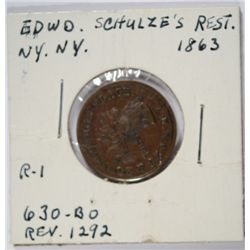 EDWD. SCHULZE'S REST.
NY. NY. 1863
R-1
630-BO
REV. 1292